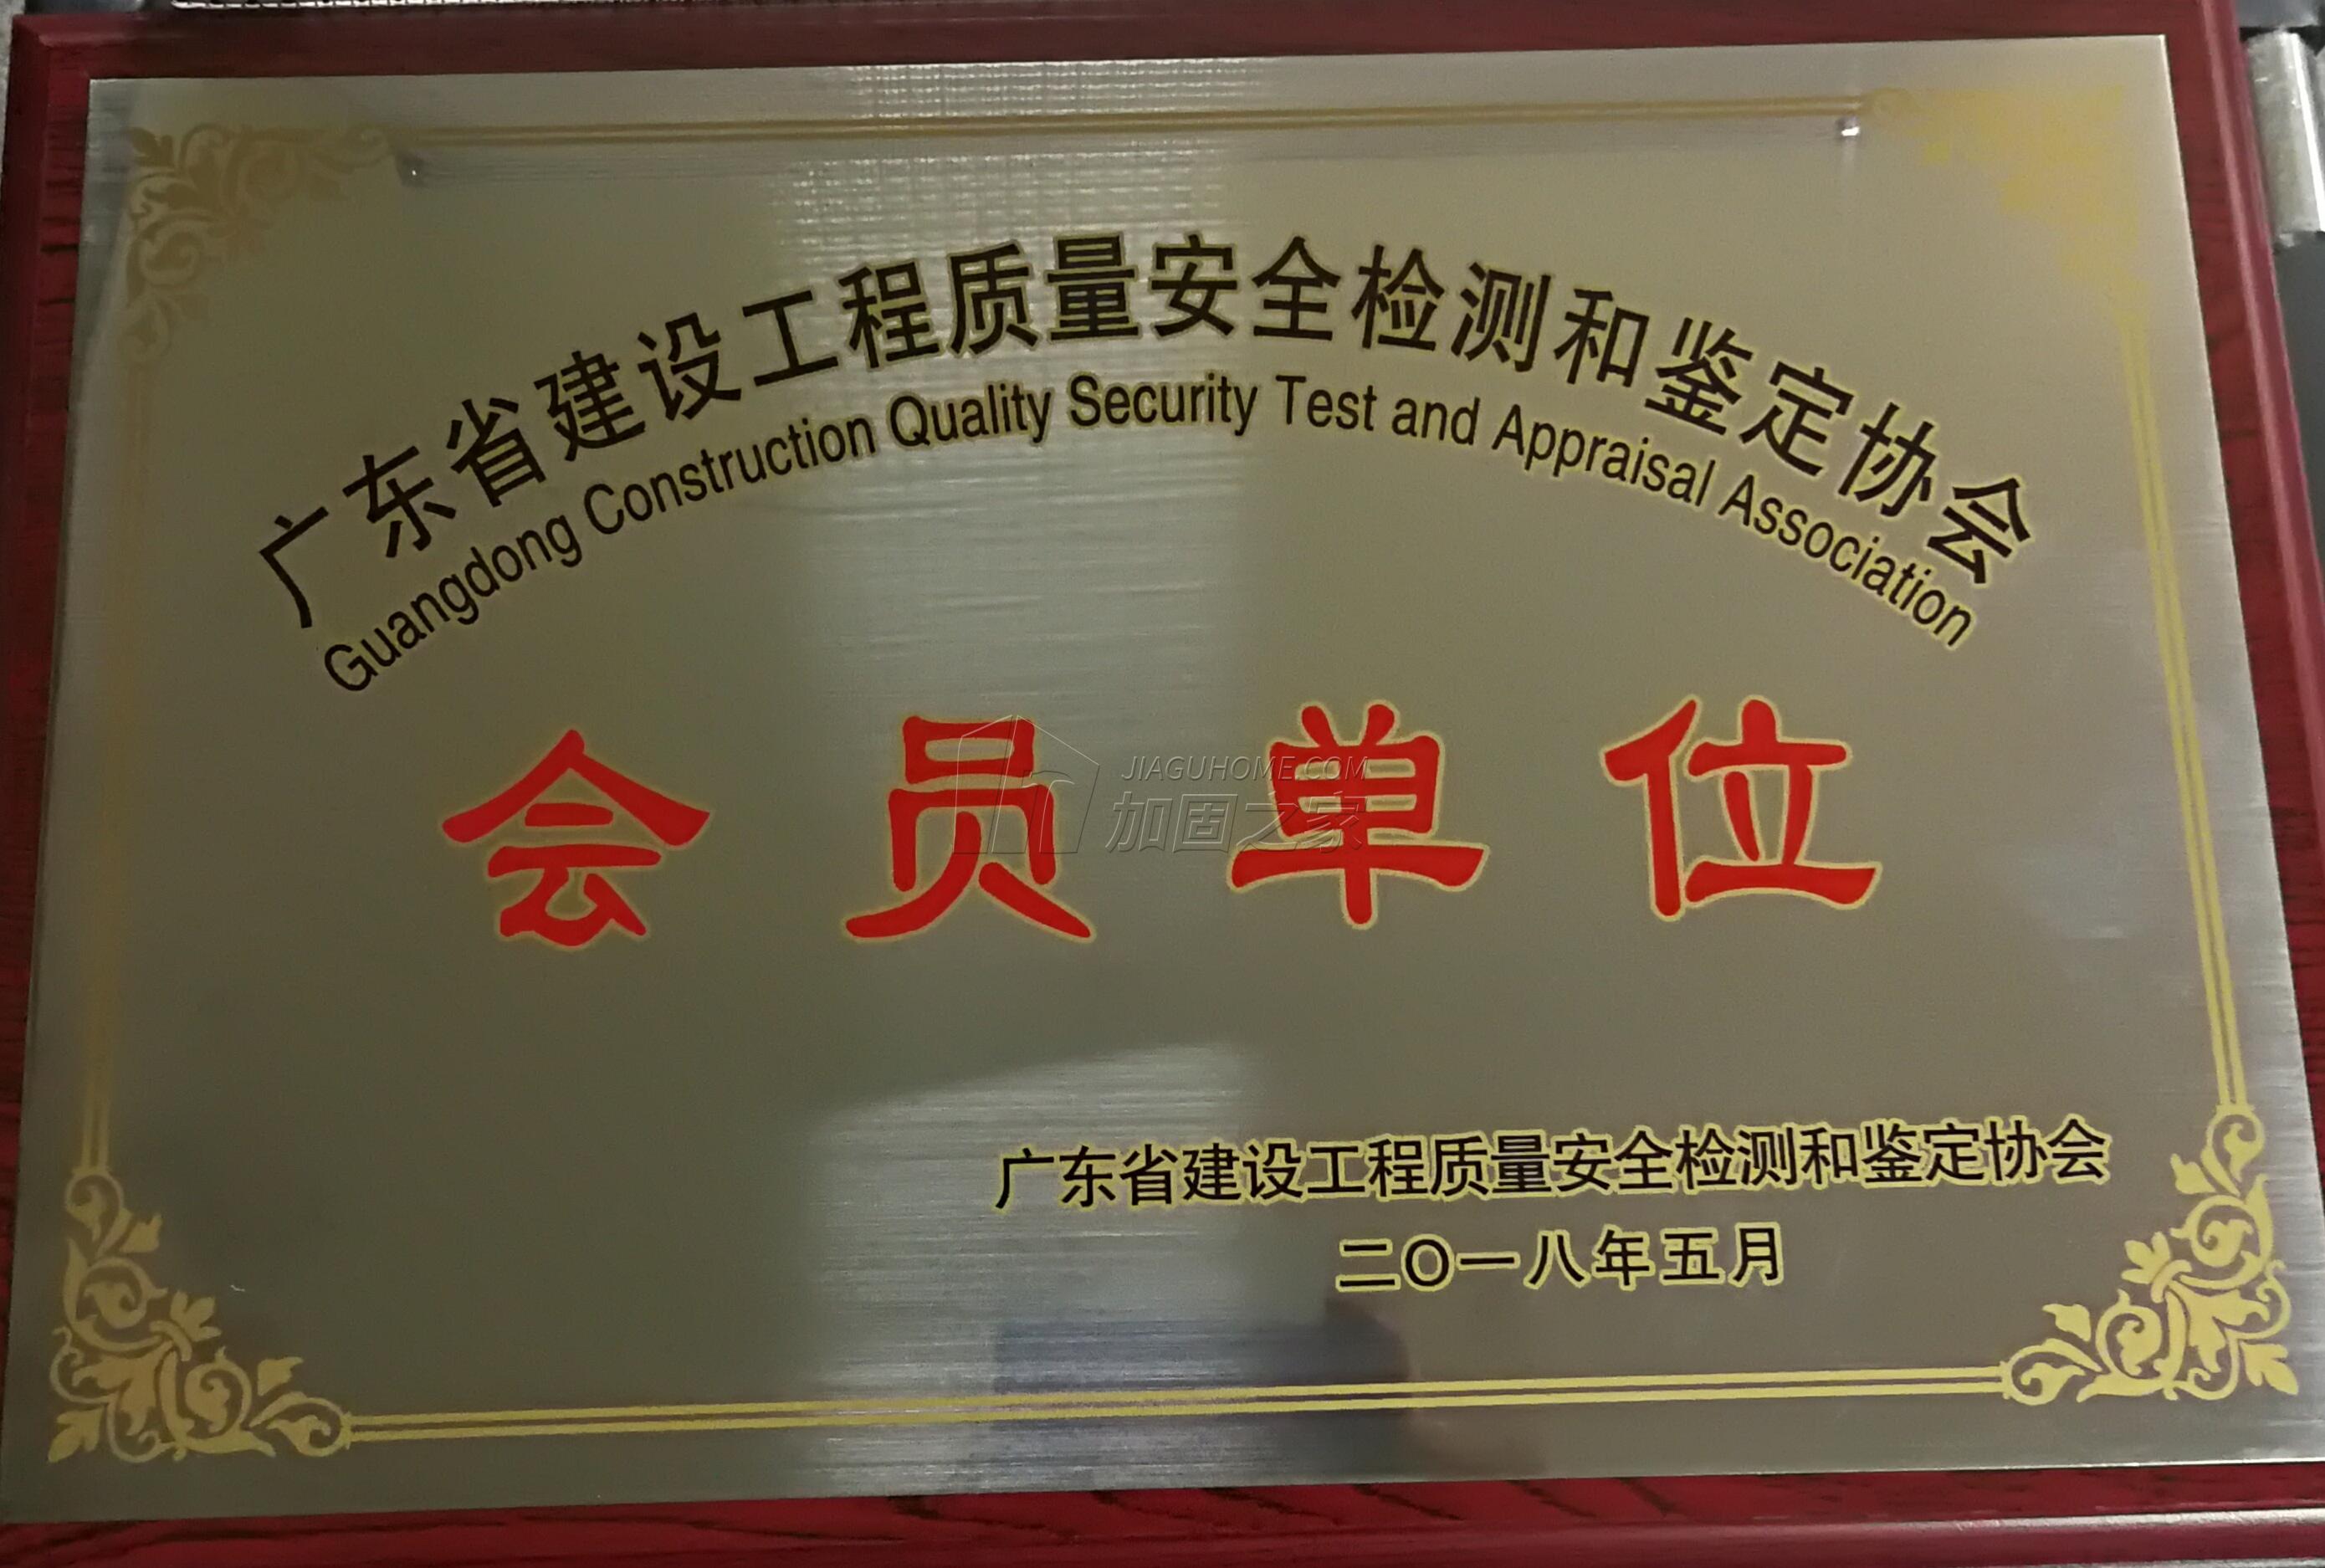 广东省建设工程质量安全检测和鉴定协会
Guangdong Construction Quality Security Test and Appraisal Association
会员单位
JIAGUHOME.COM
加固之家
广东省建设工程质量安全检测和鉴定协会
二〇一八年五月